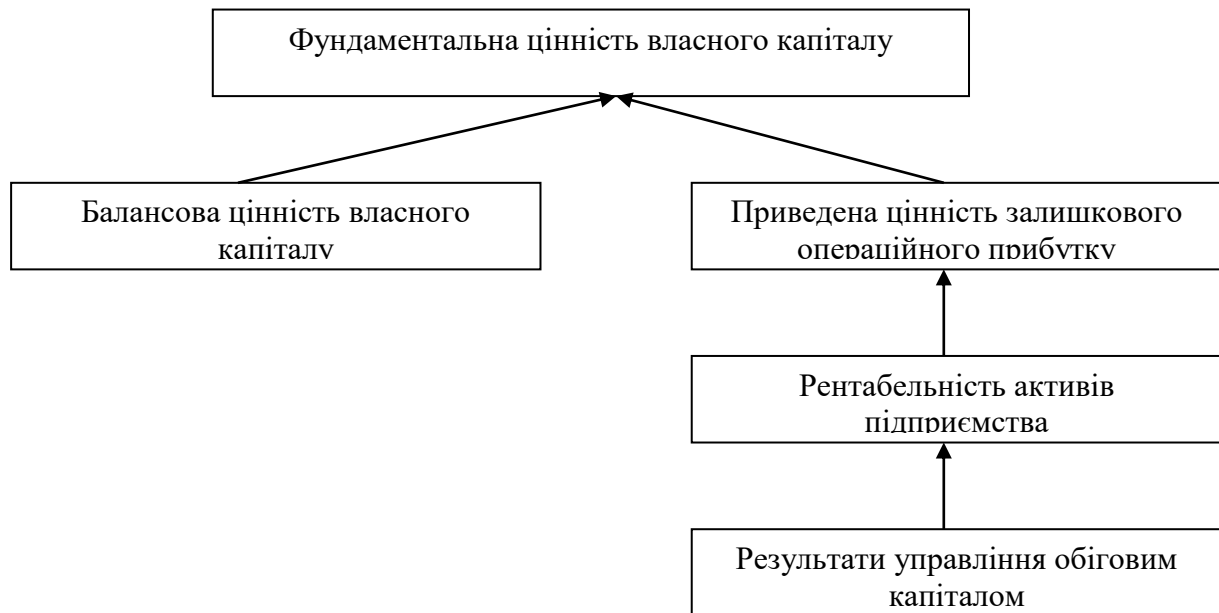 Фундаментальна цінність власного капіталу
Балансова цінність власного
капіталу
Приведена цінність залишкового
операційного прибутку
Рентабельність активів
підприємства
Результати управління обіговим
капіталом